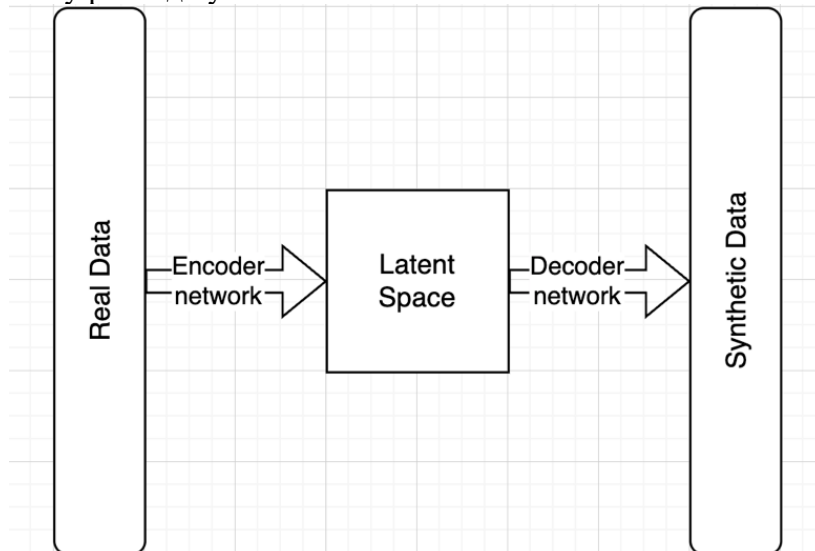 Real Data
Encoder
network
Latent
Space
Decoder
network
Synthetic Data